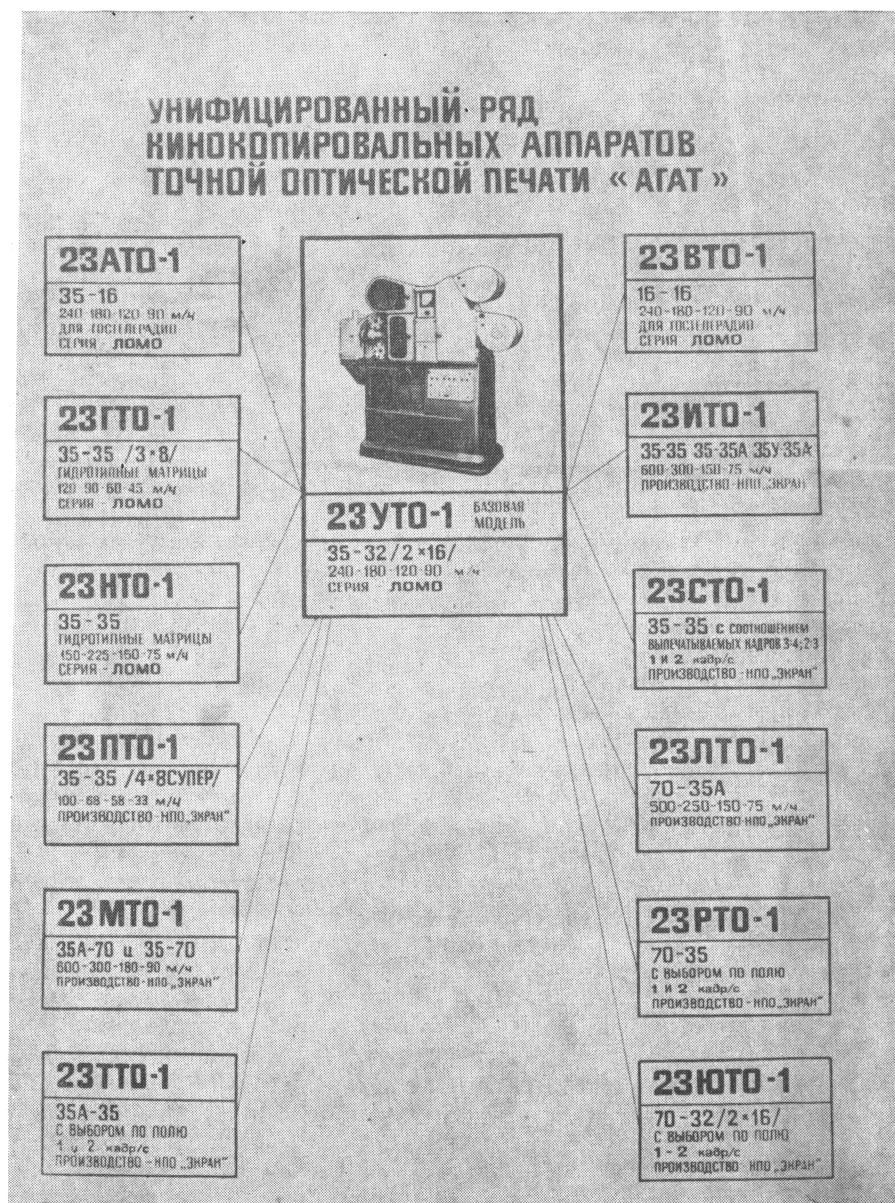 УНИФИЦИРОВАННЫЙ РЯД
КИНОКОПИРОВАЛЬНЫХ АППАРАТОВ
ТОЧНОЙ ОПТИЧЕСКОЙ ПЕЧАТИ «АГАТ»
23АТО-1
35-16
240-180-120-90 м/ч
ДЛЯ ГОСТЕЛЕРАДИО
СЕРИЯ - ЛОМО
23ГТО-1
35-35 /3×8/
ГИДРОТИПНЫЕ МАТРИЦЫ
120-90-60-45 м/ч
СЕРИЯ - ЛОМО
23НТО-1
35-35
ГИДРОТИПНЫЕ МАТРИЦЫ
450-225-150-75 м/ч
СЕРИЯ - ЛОМО
23ПТО-1
35-35 /4×8СУПЕР/
100-68-58-33 м/ч
ПРОИЗВОДСТВО-НПО „ЭКРАН"
23МТО-1
35А-70 и 35-70
600-300-180-90 м/ч
ПРОИЗВОДСТВО-НПО „ЭКРАН"
23ТТО-1
35А-35
С ВЫБОРОМ ПО ПОЛЮ
1 и 2 кадр/с
ПРОИЗВОДСТВО-НПО „ЭКРАН"
23УТО-1 БАЗОВАЯ
МОДЕЛЬ
35-32/2×16/
240-180-120-90 м/ч
СЕРИЯ - ЛОМО
23ВТО-1
16-16
240-180-120-90 м/ч
ДЛЯ ГОСТЕЛЕРАДИО
СЕРИЯ - ЛОМО
23ИТО-1
35-35 35-35А 35У-35А
600-300-150-75 м/ч
ПРОИЗВОДСТВО-НПО „ЭКРАН"
23СТО-1
35-35 С СООТНОШЕНИЕМ
ВЫПЕЧАТЫВАЕМЫХ КАДРОВ 3-4; 2-3
1 И 2 кадр/с
ПРОИЗВОДСТВО-НПО „ЭКРАН"
23ЛТО-1
70-35А
500-250-150-75 м/ч
ПРОИЗВОДСТВО-НПО „ЭКРАН"
23РТО-1
70-35
С ВЫБОРОМ ПО ПОЛЮ
1 И 2 кадр/с
ПРОИЗВОДСТВО-НПО „ЭКРАН"
23ЮТО-1
70-32/2×16/
С ВЫБОРОМ ПО ПОЛЮ
1-2 кадр/с
ПРОИЗВОДСТВО-НПО „ЭКРАН"